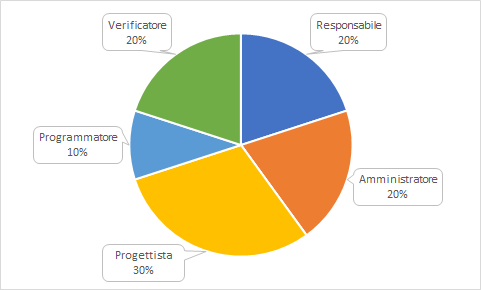 Verificatore
20%
Responsabile
20%
Programmatore
10%
Amministratore
20%
Progettista
30%